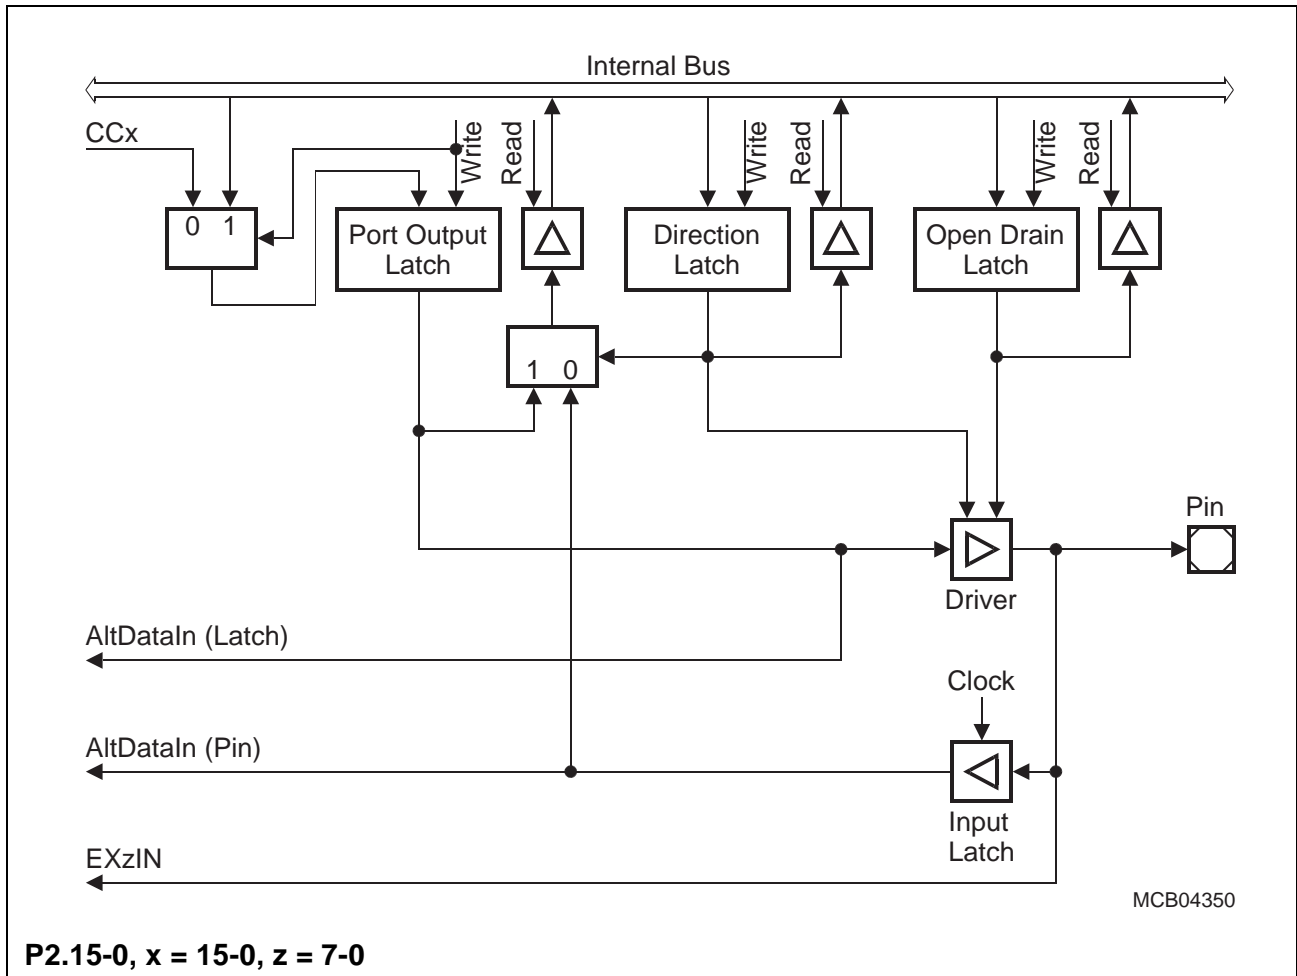 Internal Bus
CCx
Write
Read
Write
Read
Write
Read
0 1
Port Output
Latch
Direction
Latch
Open Drain
Latch
1 0
Pin
Driver
AltDataIn (Latch)
Clock
AltDataIn (Pin)
Input
Latch
EXzIN
MCB04350
P2.15-0, x = 15-0, z = 7-0